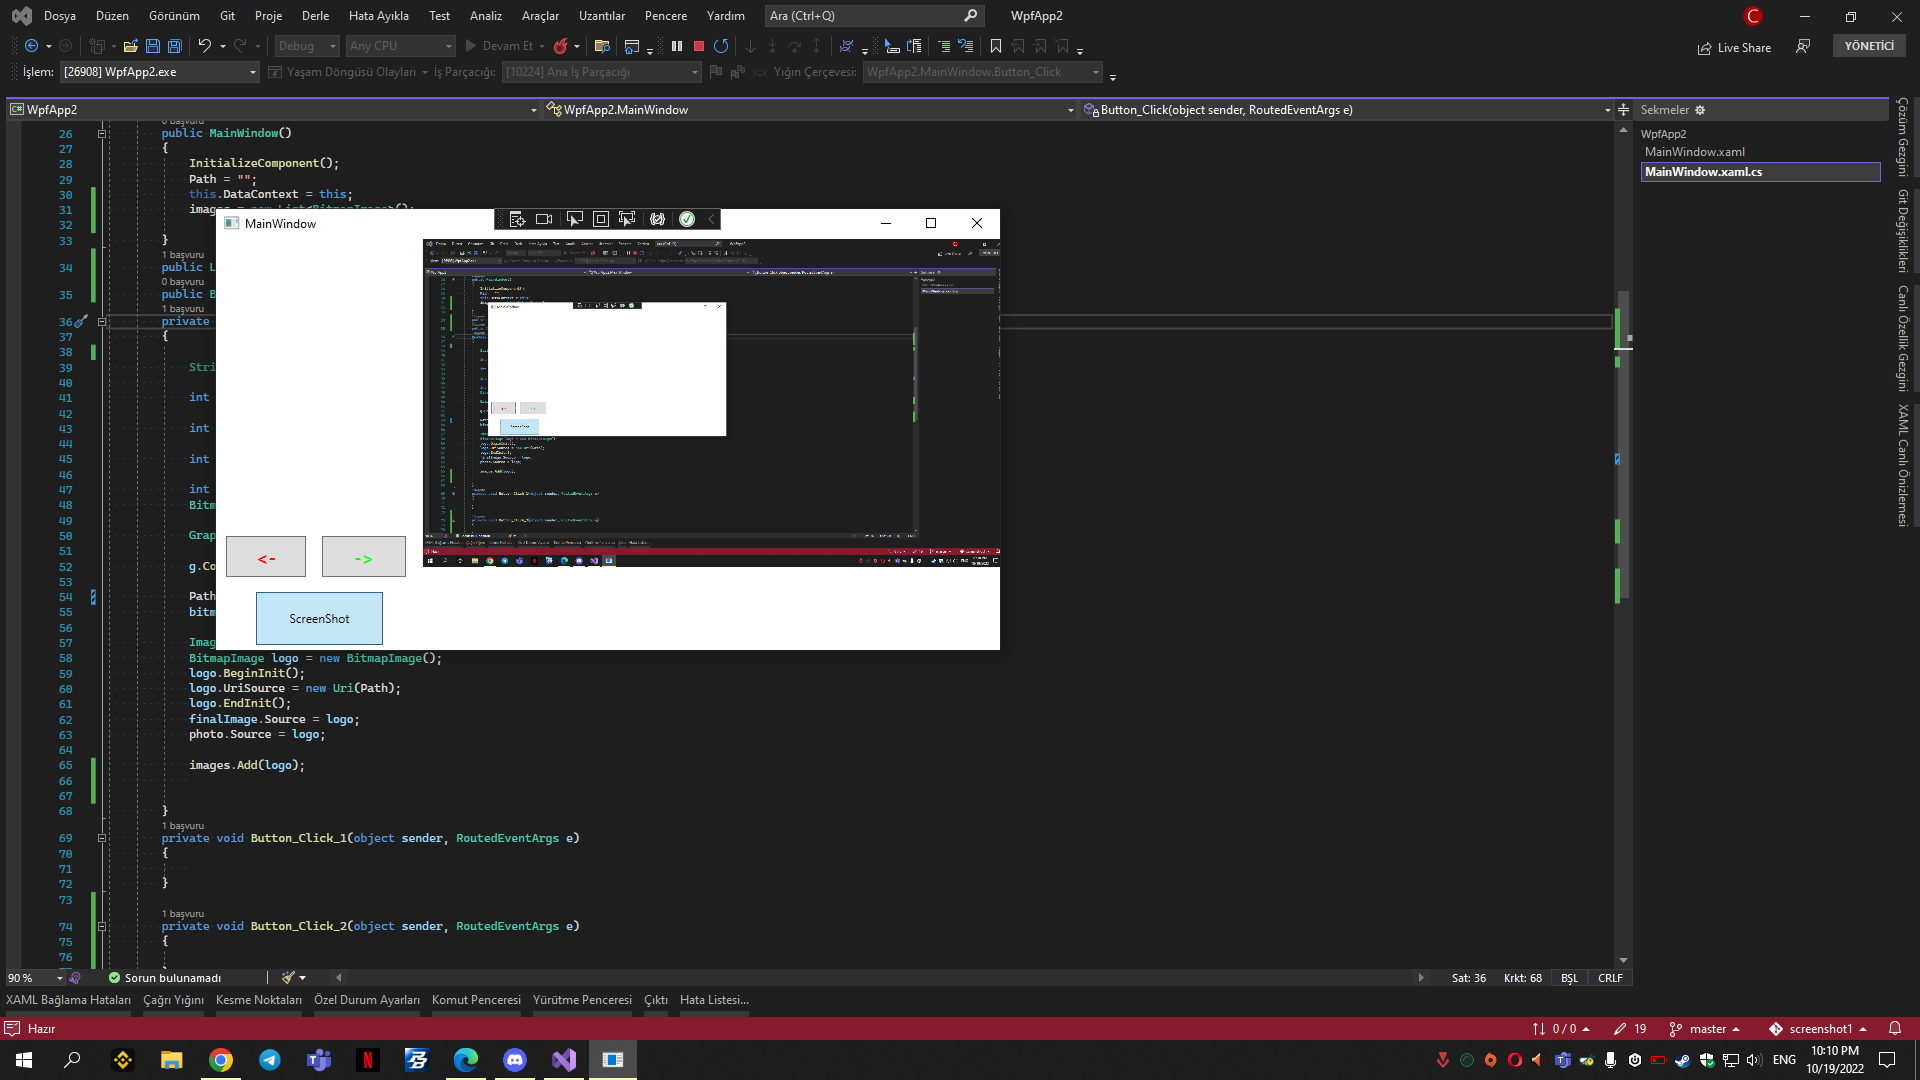 Dosya Düzen Görünüm Git Proje Derle Hata Ayıkla Test Analiz Araçlar Uzantılar Pencere Yardım Ara (Ctrl+Q) WpfApp2
Debug Any CPU Devam Et Live Share YÖNETİCİ
İşlem: [26908] WpfApp2.exe Yaşam Döngüsü Olayları İş Parçacığı: [10224] Ana İş Parçacığı Yığın Çerçevesi: WpfApp2.MainWindow.Button_Click
WpfApp2 WpfApp2.MainWindow Button_Click(object sender, RoutedEventArgs e)
Sekmeler
WpfApp2
MainWindow.xaml
MainWindow.xaml.cs
Çözüm Gezgini
Git Değişiklikleri
Canlı Özellik Gezgini
XAML Canlı Önizlemesi
0 başvuru
26 public MainWindow()
27 {
28 InitializeComponent();
29 Path = "";
30 this.DataContext = this;
31 images = new List<BitmapImage>();
32
33 }
1 başvuru
34 public L
0 başvuru
35 public B
1 başvuru
36 private
37 {
38
39 Stri
40
41 int
42
43 int
44
45 int
46
47 int
48 Bitm
49
50 Grap
51
52 g.Co
53
54 Path
55 bitm
56
57 Imag
58 BitmapImage logo = new BitmapImage();
59 logo.BeginInit();
60 logo.UriSource = new Uri(Path);
61 logo.EndInit();
62 finalImage.Source = logo;
63 photo.Source = logo;
64
65 images.Add(logo);
66
67
68 }
1 başvuru
69 private void Button_Click_1(object sender, RoutedEventArgs e)
70 {
71
72 }
73
1 başvuru
74 private void Button_Click_2(object sender, RoutedEventArgs e)
75 {
76
MainWindow
<- ->
ScreenShot
90 % Sorun bulunamadı Sat: 36 Krkt: 68 BŞL CRLF
XAML Bağlama Hataları Çağrı Yığını Kesme Noktaları Özel Durum Ayarları Komut Penceresi Yürütme Penceresi Çıktı Hata Listesi...
Hazır 0 / 0 19 master screenshot1
ENG 10:10 PM
10/19/2022